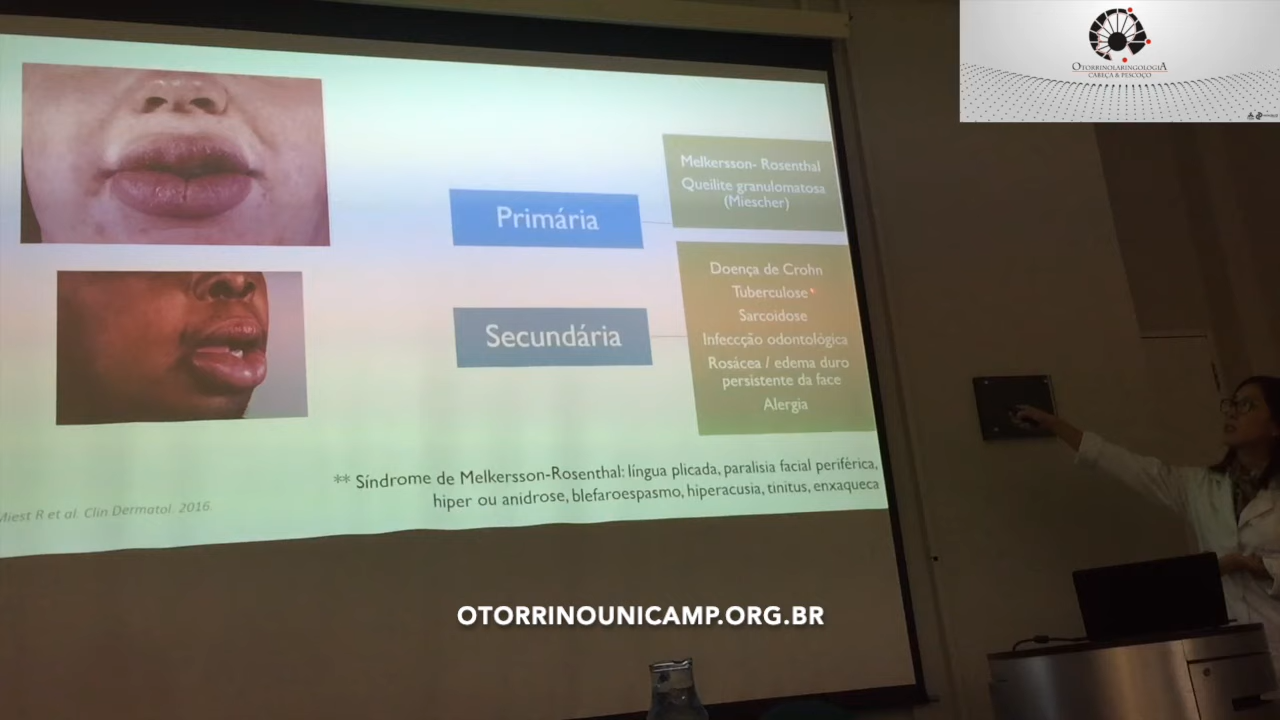 OTORRINOLARINGOLOGIA
CABEÇA & PESCOÇO
Primária
Melkersson- Rosenthal
Queilite granulomatosa
(Miescher)
Secundária
Doença de Crohn
Tuberculose
Sarcoidose
Infeccção odontológica
Rosácea / edema duro
persistente da face
Alergia
** Síndrome de Melkersson-Rosenthal: língua plicada, paralisia facial periférica,
hiper ou anidrose, blefaroespasmo, hiperacusia, tinitus, enxaqueca
Miest R et al. Clin Dermatol. 2016.
OTORRINOUNICAMP.ORG.BR